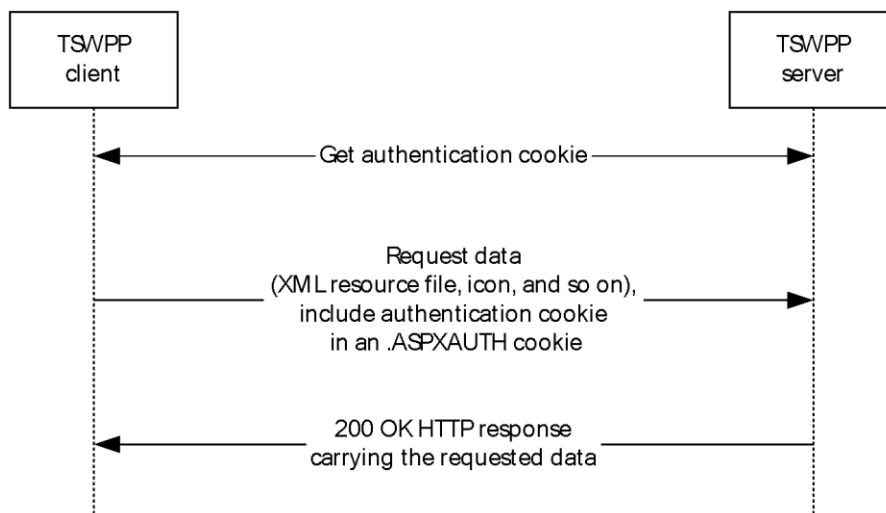 TSWPP
client
TSWPP
server
Get authentication cookie
Request data
(XML resource file, icon, and so on),
include authentication cookie
in an .ASPXAUTH cookie
200 OK HTTP response
carrying the requested data